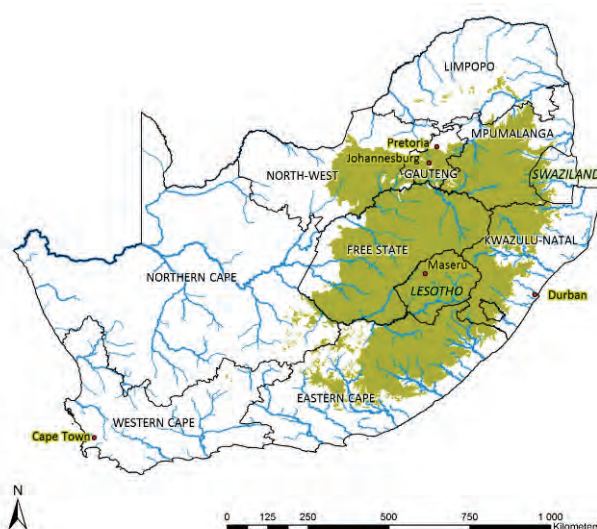 LIMPOPO
MPUMALANGA
Pretoria
Johannesburg
GAUTENG
NORTH-WEST
SWAZILAND
FREE STATE
KWAZULU-NATAL
NORTHERN CAPE
Maseru
LESOTHO
Durban
EASTERN CAPE
WESTERN CAPE
Cape Town
N
0 125 250 500 750 1 000
Kilometers